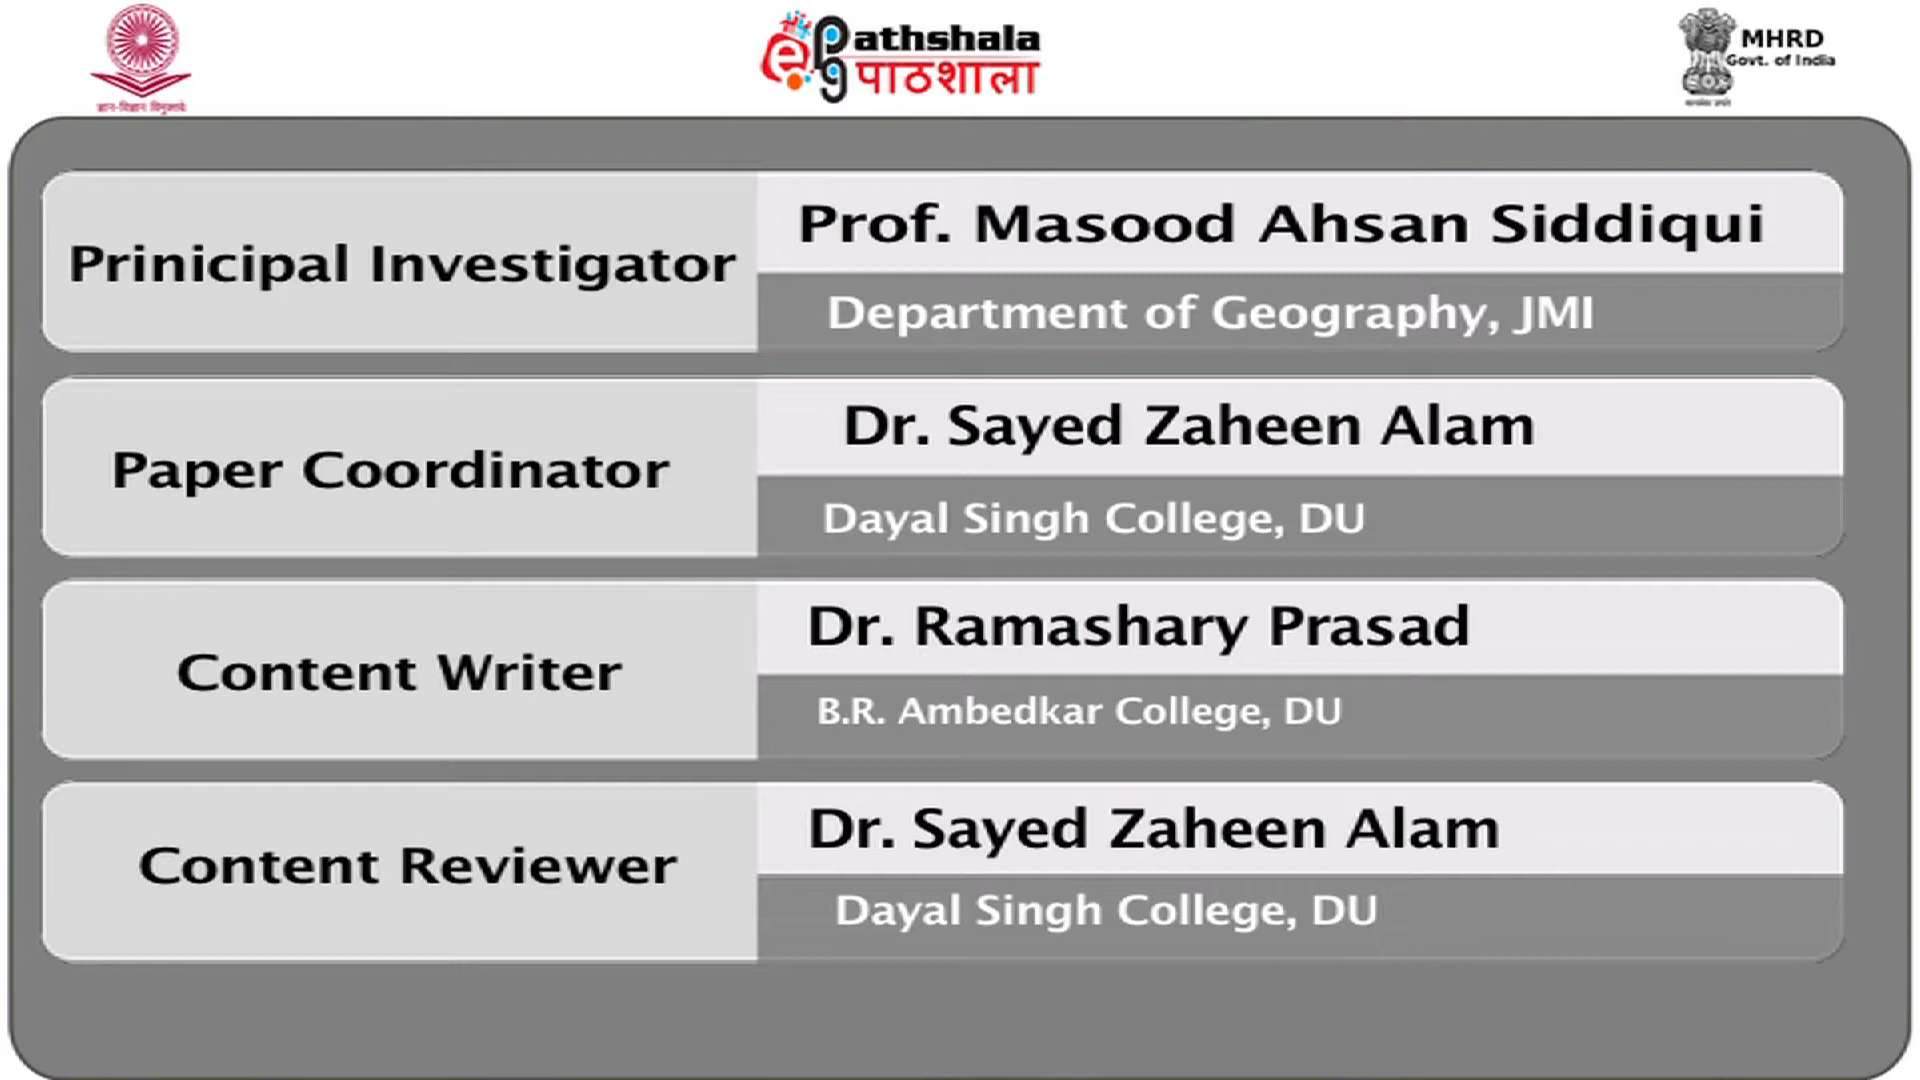 ज्ञान-विज्ञान विमुक्तये
ePg Pathshala
पाठशाला
MHRD
Govt. of India
Prinicipal Investigator
Prof. Masood Ahsan Siddiqui
Department of Geography, JMI
Paper Coordinator
Dr. Sayed Zaheen Alam
Dayal Singh College, DU
Content Writer
Dr. Ramashary Prasad
B.R. Ambedkar College, DU
Content Reviewer
Dr. Sayed Zaheen Alam
Dayal Singh College, DU